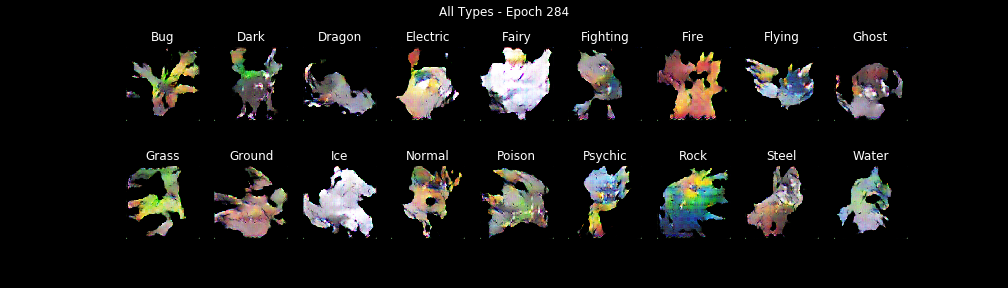 All Types - Epoch 284
Bug Dark Dragon Electric Fairy Fighting Fire Flying Ghost
Grass Ground Ice Normal Poison Psychic Rock Steel Water